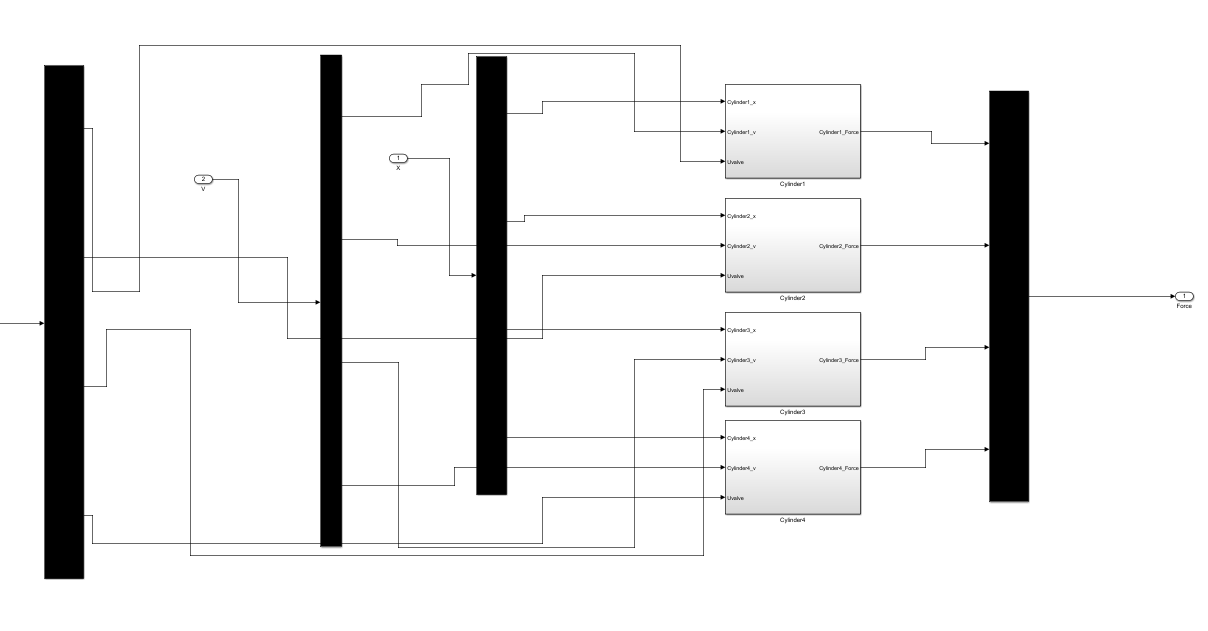 2
V
1
X
Cylinder1_x
Cylinder1_v
Uvalve
Cylinder1_Force
Cylinder1
Cylinder2_x
Cylinder2_v
Uvalve
Cylinder2_Force
Cylinder2
Cylinder3_x
Cylinder3_v
Uvalve
Cylinder3_Force
Cylinder3
Cylinder4_x
Cylinder4_v
Uvalve
Cylinder4_Force
Cylinder4
1
Force